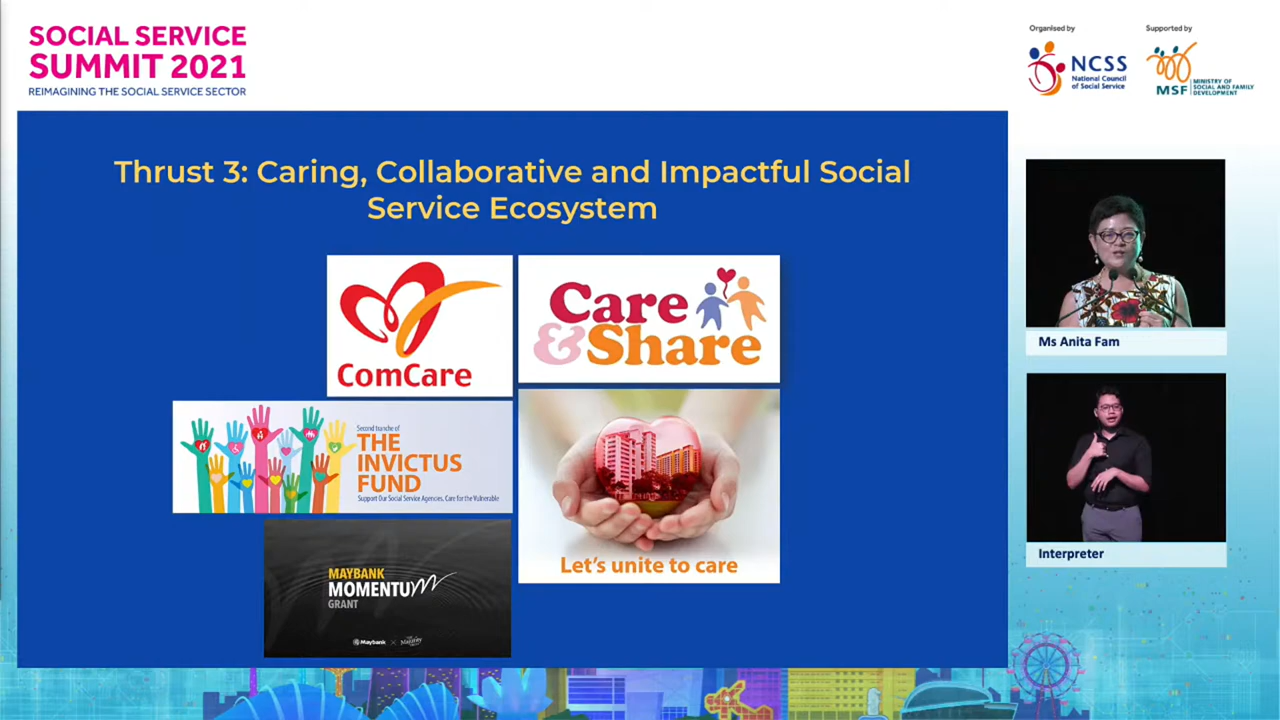 SOCIAL SERVICE
SUMMIT 2021
REIMAGINING THE SOCIAL SERVICE SECTOR
Organised by
NCSS
National Council
of Social Service
Supported by
MSF
MINISTRY OF
SOCIAL AND FAMILY
DEVELOPMENT
Thrust 3: Caring, Collaborative and Impactful Social
Service Ecosystem
ComCare
Care
&Share
Second tranche of
THE
INVICTUS
FUND
Support Our Social Service Agencies, Care for the Vulnerable
Let's unite to care
MAYBANK
MOMENTUM
GRANT
Maybank
Ms Anita Fam
Interpreter